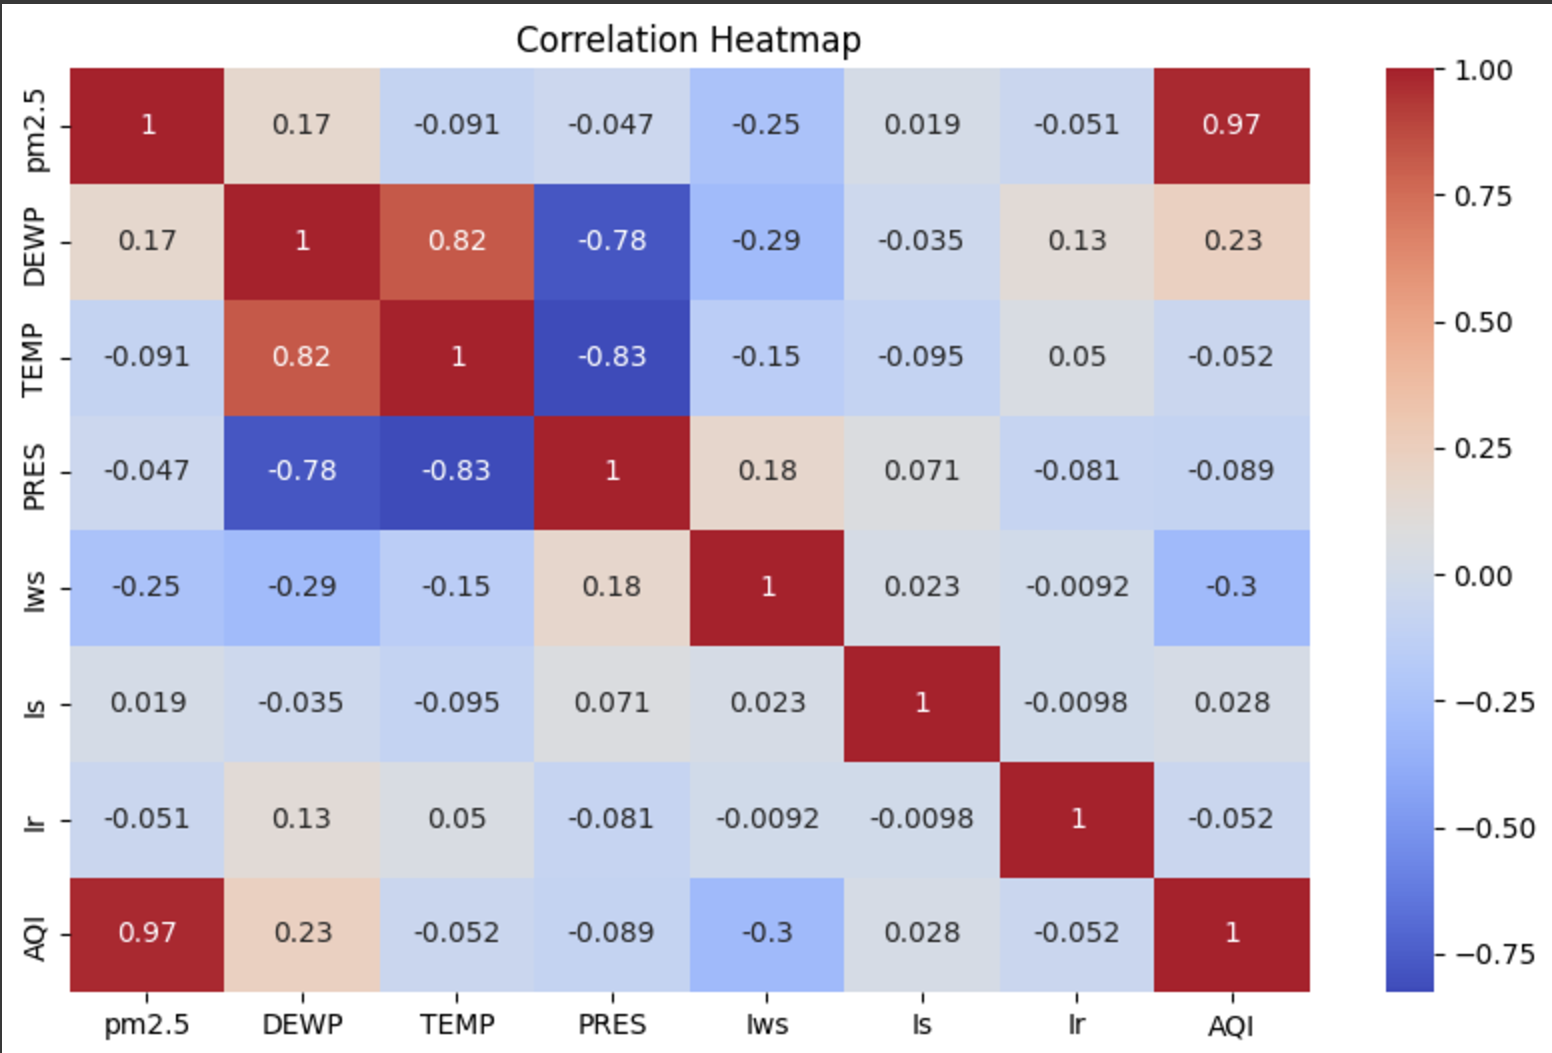 Correlation Heatmap
pm2.5 1 0.17 -0.091 -0.047 -0.25 0.019 -0.051 0.97
DEWP 0.17 1 0.82 -0.78 -0.29 -0.035 0.13 0.23
TEMP -0.091 0.82 1 -0.83 -0.15 -0.095 0.05 -0.052
PRES -0.047 -0.78 -0.83 1 0.18 0.071 -0.081 -0.089
Iws -0.25 -0.29 -0.15 0.18 1 0.023 -0.0092 -0.3
Is 0.019 -0.035 -0.095 0.071 0.023 1 -0.0098 0.028
Ir -0.051 0.13 0.05 -0.081 -0.0092 -0.0098 1 -0.052
AQI 0.97 0.23 -0.052 -0.089 -0.3 0.028 -0.052 1
pm2.5 DEWP TEMP PRES Iws Is Ir AQI
1.00
0.75
0.50
0.25
0.00
−0.25
−0.50
−0.75